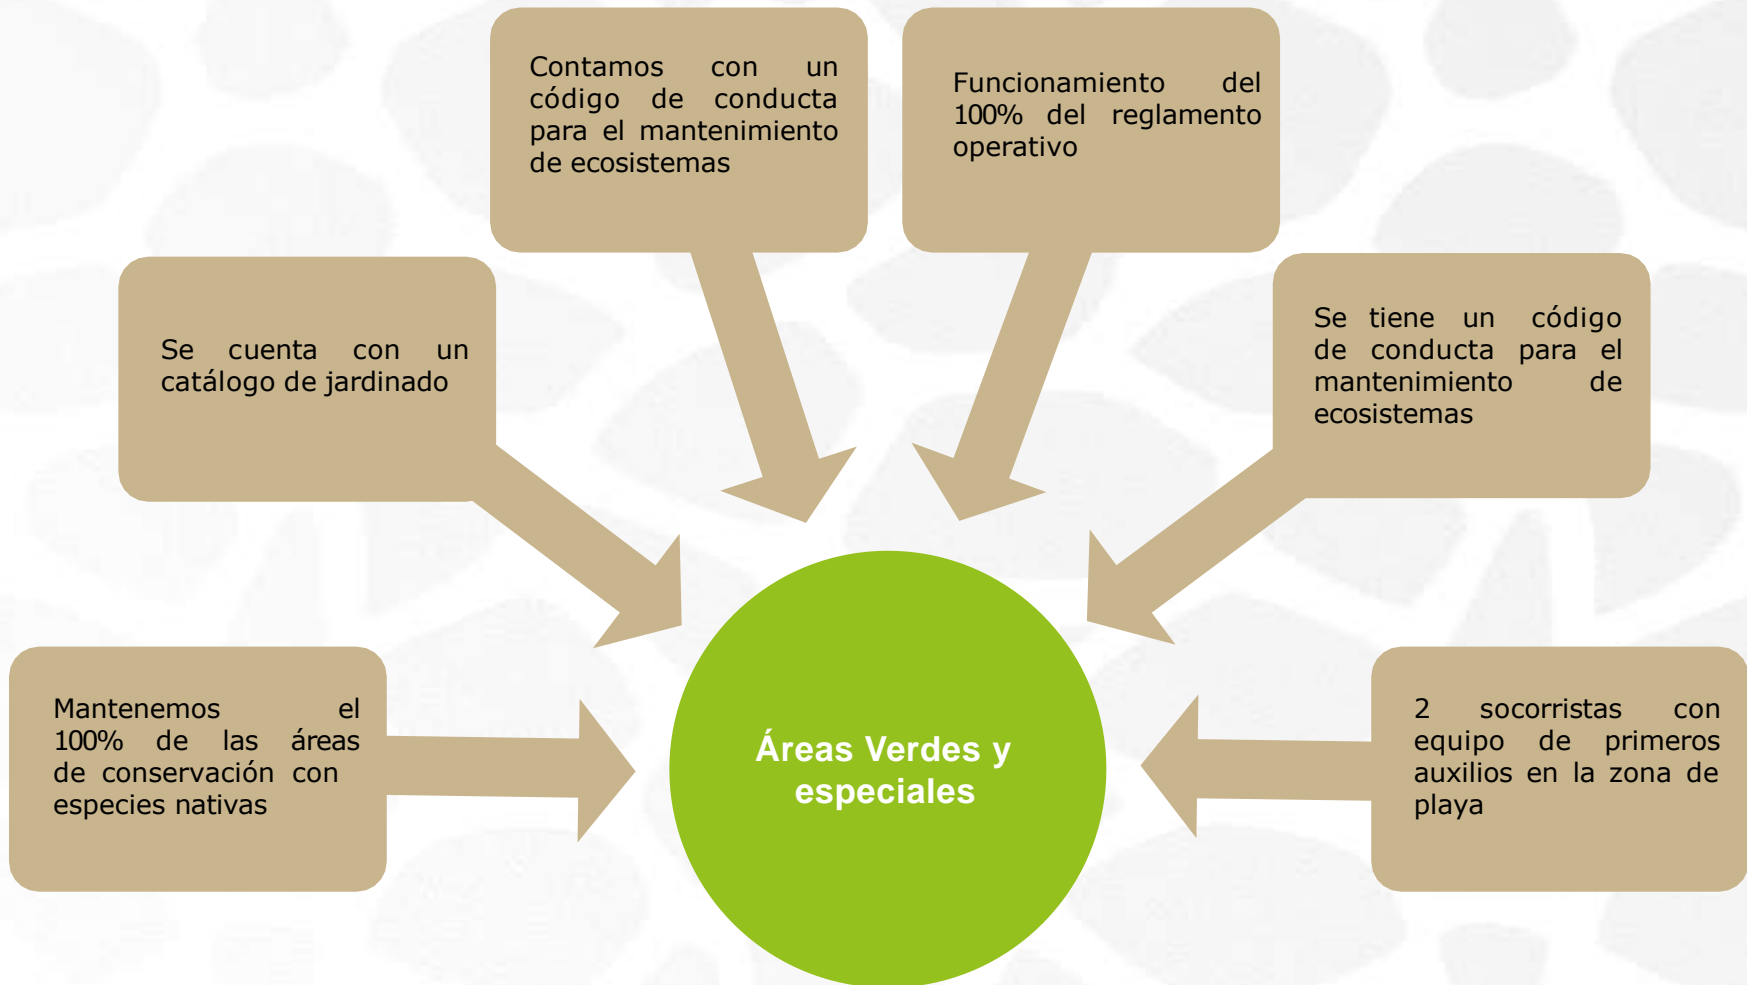 Contamos con un
código de conducta
para el mantenimiento
de ecosistemas
Funcionamiento del
100% del reglamento
operativo
Se cuenta con un
catálogo de jardinado
Se tiene un código
de conducta para el
mantenimiento de
ecosistemas
Mantenemos el
100% de las áreas
de conservación con
especies nativas
Áreas Verdes y
especiales
2 socorristas con
equipo de primeros
auxilios en la zona de
playa